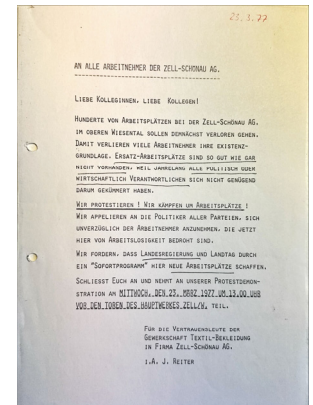 23.3.77
AN ALLE ARBEITNEHMER DER ZELL-SCHÖNAU AG.
LIEBE KOLLEGINNEN, LIEBE KOLLEGEN!
HUNDERTE VON ARBEITSPLÄTZEN BEI DER ZELL-SCHÖNAU AG.
IM OBEREN WIESENTAL SOLLEN DEMNÄCHST VERLOREN GEHEN.
DAMIT VERLIEREN VIELE ARBEITNEHMER IHRE EXISTENZ-
GRUNDLAGE. ERSATZ-ARBEITSPLÄTZE SIND SO GUT WIE GAR
NICHT VORHANDEN, WEIL JAHRELANG ALLE POLITISCH ODER
WIRTSCHAFTLICH VERANTWORTLICHEN SICH NICHT GENÜGEND
DARUM GEKÜMMERT HABEN.
WIR PROTESTIEREN ! WIR KÄMPFEN UM ARBEITSPLÄTZE !
WIR APPELIEREN AN DIE POLITIKER ALLER PARTEIEN, SICH
UNVERZÜGLICH DER ARBEITNEHMER ANZUNEHMEN, DIE JETZT
HIER VON ARBEITSLOSIGKEIT BEDROHT SIND.
WIR FORDERN, DASS LANDESREGIERUNG UND LANDTAG DURCH
EIN "SOFORTPROGRAMM" HIER NEUE ARBEITSPLÄTZE SCHAFFEN.
SCHLIESST EUCH AN UND NEHMT AN UNSERER PROTESTDEMON-
STRATION AM MITTWOCH, DEN 23. MÄRZ 1977 UM 13.00 UHR
VOR DEN TOREN DES HAUPTWERKES ZELL/W. TEIL.
FÜR DIE VERTRAUENSLEUTE DER
GEWERKSCHAFT TEXTIL-BEKLEIDUNG
IN FIRMA ZELL-SCHÖNAU AG.
I.A. J. REITER